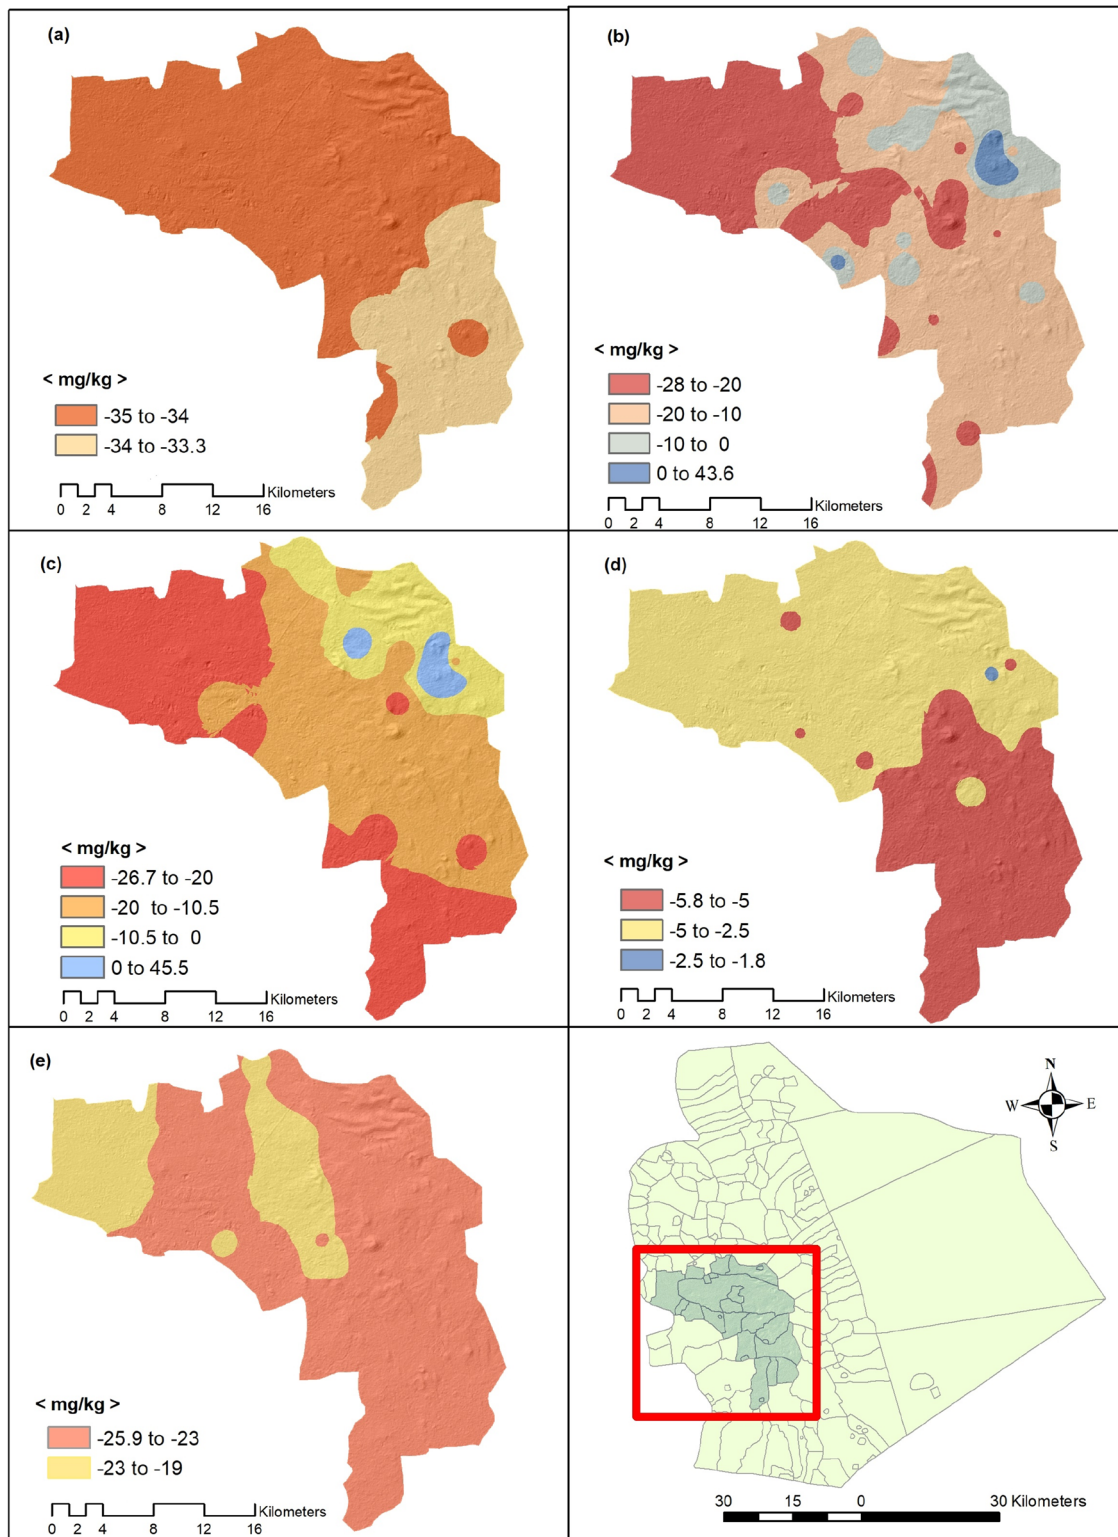 (a)
< mg/kg >
-35 to -34
-34 to -33.3
Kilometers
0 2 4 8 12 16
(b)
< mg/kg >
-28 to -20
-20 to -10
-10 to 0
0 to 43.6
Kilometers
0 2 4 8 12 16
(c)
< mg/kg >
-26.7 to -20
-20 to -10.5
-10.5 to 0
0 to 45.5
Kilometers
0 2 4 8 12 16
(d)
< mg/kg >
-5.8 to -5
-5 to -2.5
-2.5 to -1.8
Kilometers
0 2 4 8 12 16
(e)
< mg/kg >
-25.9 to -23
-23 to -19
Kilometers
0 2 4 8 12 16
N
W E
S
30 15 0 30 Kilometers